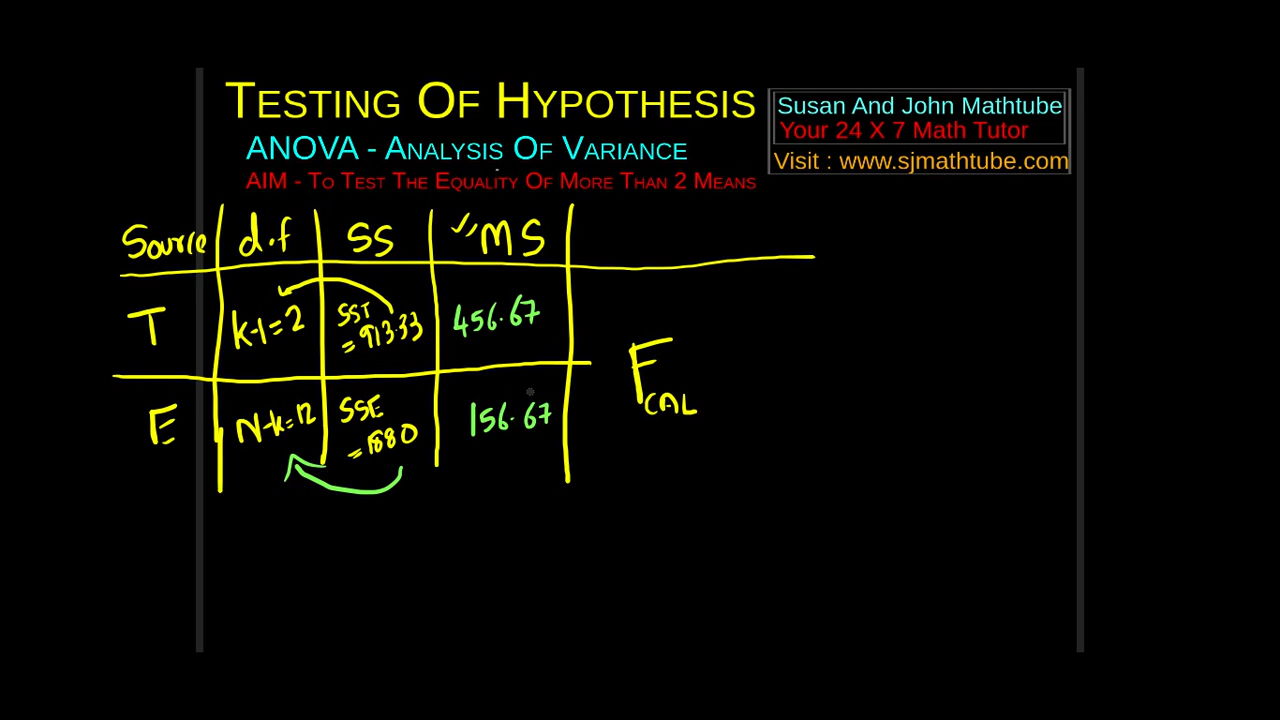 TESTING OF HYPOTHESIS
ANOVA - ANALYSIS OF VARIANCE
AIM - TO TEST THE EQUALITY OF MORE THAN 2 MEANS
Susan And John Mathtube
Your 24 X 7 Math Tutor
Visit : www.sjmathtube.com
Source d.f SS MS
T k-1=2 SST = 913.33 456.67
E N-k=12 SSE = 1880 156.67
F CAL